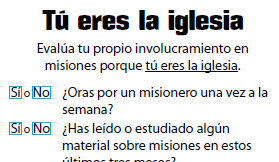 Tú eres la iglesia
Evalúa tu propio involucramiento en
misiones porque tú eres la iglesia.
Sí o No ¿Oras por un misionero una vez a la
semana?
Sí o No ¿Has leído o estudiado algún
material sobre misiones en estos
últimos tres meses?